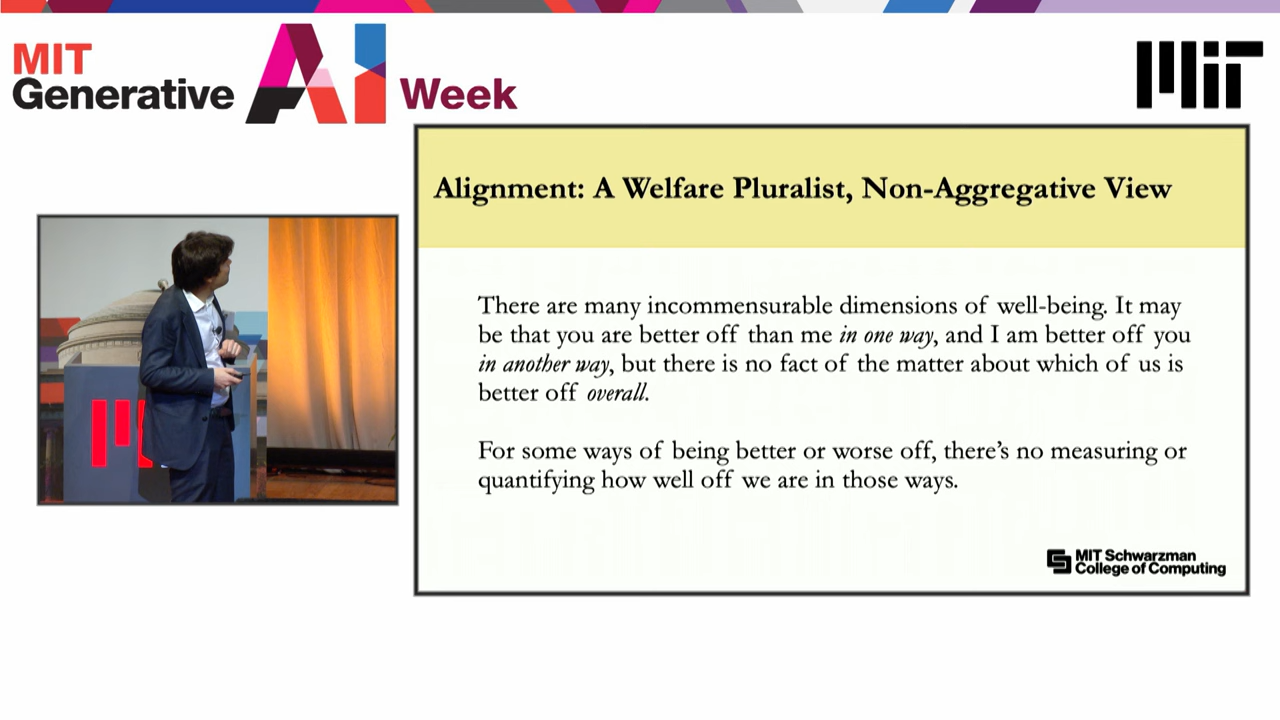 MIT
Generative AI Week
MIT
Alignment: A Welfare Pluralist, Non-Aggregative View
There are many incommensurable dimensions of well-being. It may
be that you are better off than me in one way, and I am better off you
in another way, but there is no fact of the matter about which of us is
better off overall.
For some ways of being better or worse off, there's no measuring or
quantifying how well off we are in those ways.
MIT Schwarzman
College of Computing